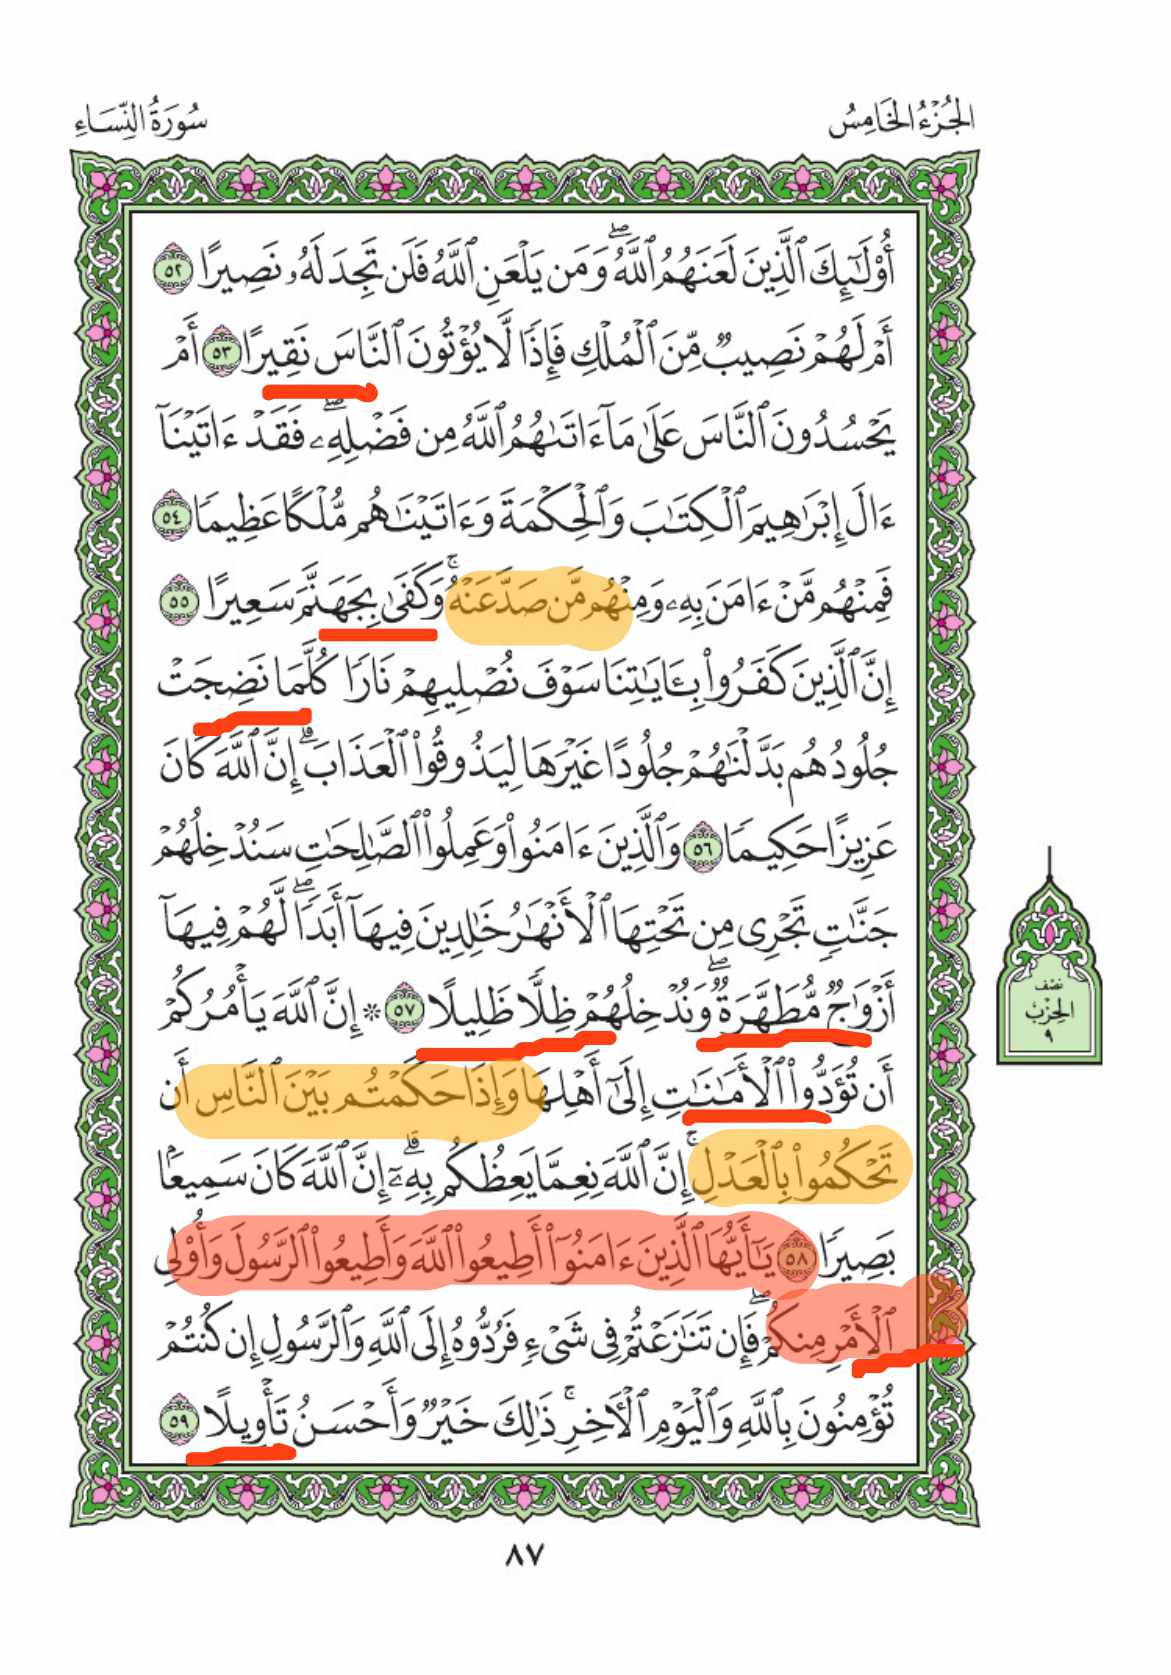 الجُزْءُ الخَامِسُ
سُورَةُ النِّسَاءِ
أُوْلَٰٓئِكَ ٱلَّذِينَ لَعَنَهُمُ ٱللَّهُۖ وَمَن يَلْعَنِ ٱللَّهُ فَلَن تَجِدَ لَهُۥ نَصِيرًا ٥٢
أَمْ لَهُمْ نَصِيبٌ مِّنَ ٱلْمُلْكِ فَإِذًا لَّا يُؤْتُونَ ٱلنَّاسَ نَقِيرًا ٥٣ أَمْ
يَحْسُدُونَ ٱلنَّاسَ عَلَىٰ مَآ ءَاتَىٰهُمُ ٱللَّهُ مِن فَضْلِهِۦۖ فَقَدْ ءَاتَيْنَآ
ءَالَ إِبْرَٰهِيمَ ٱلْكِتَٰبَ وَٱلْحِكْمَةَ وَءَاتَيْنَٰهُم مُّلْكًا عَظِيمًا ٥٤
فَمِنْهُم مَّنْ ءَامَنَ بِهِۦ وَمِنْهُم مَّن صَدَّ عَنْهُۚ وَكَفَىٰ بِجَهَنَّمَ سَعِيرًا ٥٥
إِنَّ ٱلَّذِينَ كَفَرُواْ بِـَٔايَٰتِنَا سَوْفَ نُصْلِيهِمْ نَارًا كُلَّمَا نَضِجَتْ
جُلُودُهُم بَدَّلْنَٰهُمْ جُلُودًا غَيْرَهَا لِيَذُوقُواْ ٱلْعَذَابَۗ إِنَّ ٱللَّهَ كَانَ
عَزِيزًا حَكِيمًا ٥٦ وَٱلَّذِينَ ءَامَنُواْ وَعَمِلُواْ ٱلصَّٰلِحَٰتِ سَنُدْخِلُهُمْ
جَنَّٰتٍ تَجْرِى مِن تَحْتِهَا ٱلْأَنْهَٰرُ خَٰلِدِينَ فِيهَآ أَبَدًاۖ لَّهُمْ فِيهَآ
أَزْوَٰجٌ مُّطَهَّرَةٌۖ وَنُدْخِلُهُمْ ظِلًّا ظَلِيلًا ٥٧ ۞ إِنَّ ٱللَّهَ يَأْمُرُكُمْ
أَن تُؤَدُّواْ ٱلْأَمَٰنَٰتِ إِلَىٰٓ أَهْلِهَا وَإِذَا حَكَمْتُم بَيْنَ ٱلنَّاسِ أَن
تَحْكُمُواْ بِٱلْعَدْلِۚ إِنَّ ٱللَّهَ نِعِمَّا يَعِظُكُم بِهِۦٓۗ إِنَّ ٱللَّهَ كَانَ سَمِيعًۢا
بَصِيرًا ٥٨ يَٰٓأَيُّهَا ٱلَّذِينَ ءَامَنُوٓاْ أَطِيعُواْ ٱللَّهَ وَأَطِيعُواْ ٱلرَّسُولَ وَأُوْلِى
ٱلْأَمْرِ مِنكُمْۖ فَإِن تَنَٰزَعْتُمْ فِى شَىْءٍ فَرُدُّوهُ إِلَى ٱللَّهِ وَٱلرَّسُولِ إِن كُنتُمْ
تُؤْمِنُونَ بِٱللَّهِ وَٱلْيَوْمِ ٱلْأَخِرِۚ ذَٰلِكَ خَيْرٌ وَأَحْسَنُ تَأْوِيلًا ٥٩
نصف
الحزب
٩
٨٧